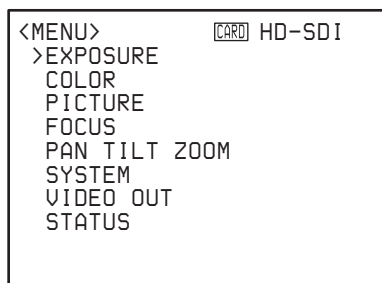 <MENU> CARD HD-SDI
>EXPOSURE
COLOR
PICTURE
FOCUS
PAN TILT ZOOM
SYSTEM
VIDEO OUT
STATUS